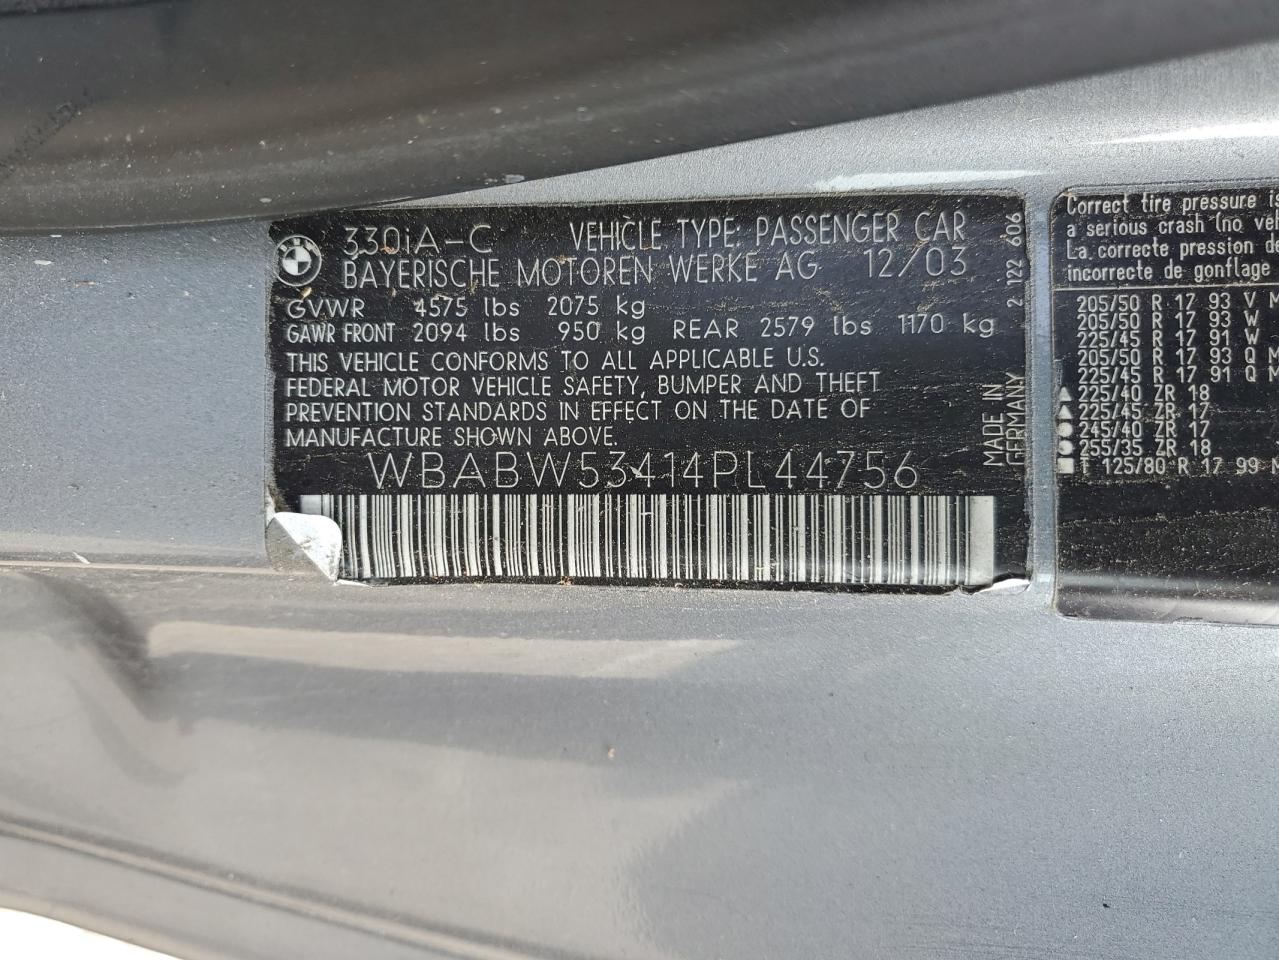 330iA-C VEHICLE TYPE: PASSENGER CAR
BAYERISCHE MOTOREN WERKE AG 12/03
GVWR 4575 lbs 2075 kg
GAWR FRONT 2094 lbs 950 kg REAR 2579 lbs 1170 kg
THIS VEHICLE CONFORMS TO ALL APPLICABLE U.S.
FEDERAL MOTOR VEHICLE SAFETY, BUMPER AND THEFT
PREVENTION STANDARDS IN EFFECT ON THE DATE OF
MANUFACTURE SHOWN ABOVE.
WBABW53414PL44756
2 122 606
MADE IN
GERMANY
BMW
Correct tire pressure is
a serious crash (no veh
La correcte pression de
incorrecte de gonflage
205/50 R 17 93 V M
205/50 R 17 93 W
225/45 R 17 91 W
205/50 R 17 93 Q M
225/45 R 17 91 Q M
▲ 225/40 ZR 18
▲ 225/45 ZR 17
● 245/40 ZR 17
● 255/35 ZR 18
■ T 125/80 R 17 99 M